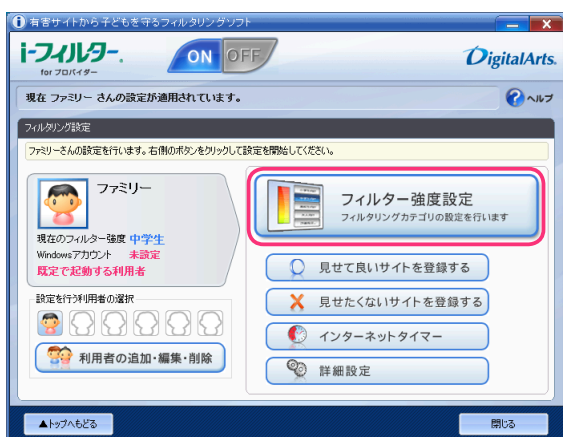 有害サイトから子どもを守るフィルタリングソフト
i-フィルター.
for プロバイダー
ON OFF
DigitalArts.
現在 ファミリー さんの設定が適用されています。
ヘルプ
フィルタリング設定
ファミリーさんの設定を行います。右側のボタンをクリックして設定を開始してください。
ファミリー
現在のフィルター強度 中学生
Windowsアカウント 未設定
既定で起動する利用者
設定を行う利用者の選択
利用者の追加・編集・削除
フィルター強度設定
フィルタリングカテゴリの設定を行います
見せて良いサイトを登録する
見せたくないサイトを登録する
インターネットタイマー
詳細設定
▲トップへもどる
閉じる